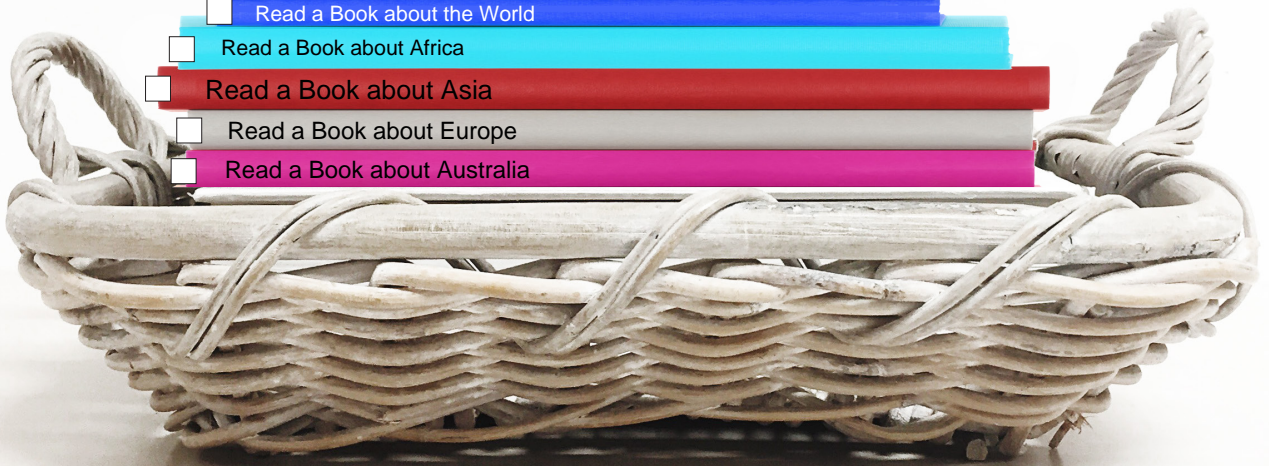 Read a Book about the World
Read a Book about Africa
Read a Book about Asia
Read a Book about Europe
Read a Book about Australia